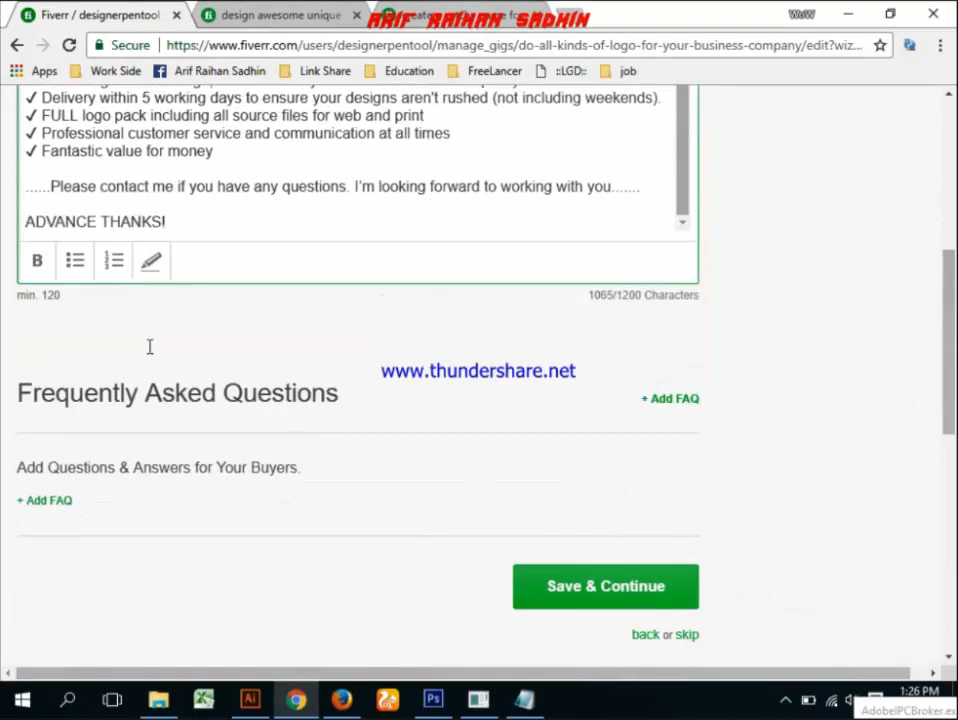 Fiverr / designerpentool
design awesome unique
ARIF RAIHAN SADHIN
WoW
Secure
https://www.fiverr.com/users/designerpentool/manage_gigs/do-all-kinds-of-logo-for-your-business-company/edit?wiz...
Apps
Work Side
Arif Raihan Sadhin
Link Share
Education
FreeLancer
::LGD::
job
✓ Delivery within 5 working days to ensure your designs aren't rushed (not including weekends).
✓ FULL logo pack including all source files for web and print
✓ Professional customer service and communication at all times
✓ Fantastic value for money
......Please contact me if you have any questions. I'm looking forward to working with you.......
ADVANCE THANKS!
B
min. 120
1065/1200 Characters
www.thundershare.net
Frequently Asked Questions
+ Add FAQ
Add Questions & Answers for Your Buyers.
+ Add FAQ
Save & Continue
back or skip
Ai
Ps
1:26 PM
AdobeIPCBroker.ex